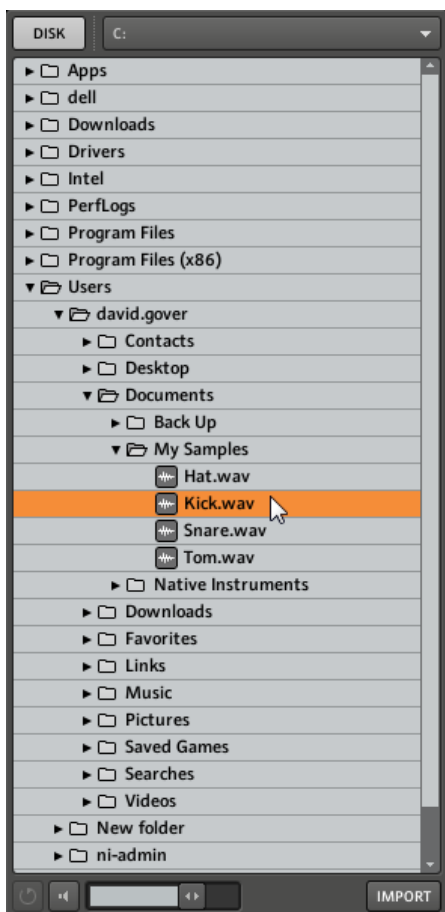 DISK C:
Apps
dell
Downloads
Drivers
Intel
PerfLogs
Program Files
Program Files (x86)
Users
david.gover
Contacts
Desktop
Documents
Back Up
My Samples
Hat.wav
Kick.wav
Snare.wav
Tom.wav
Native Instruments
Downloads
Favorites
Links
Music
Pictures
Saved Games
Searches
Videos
New folder
ni-admin
IMPORT